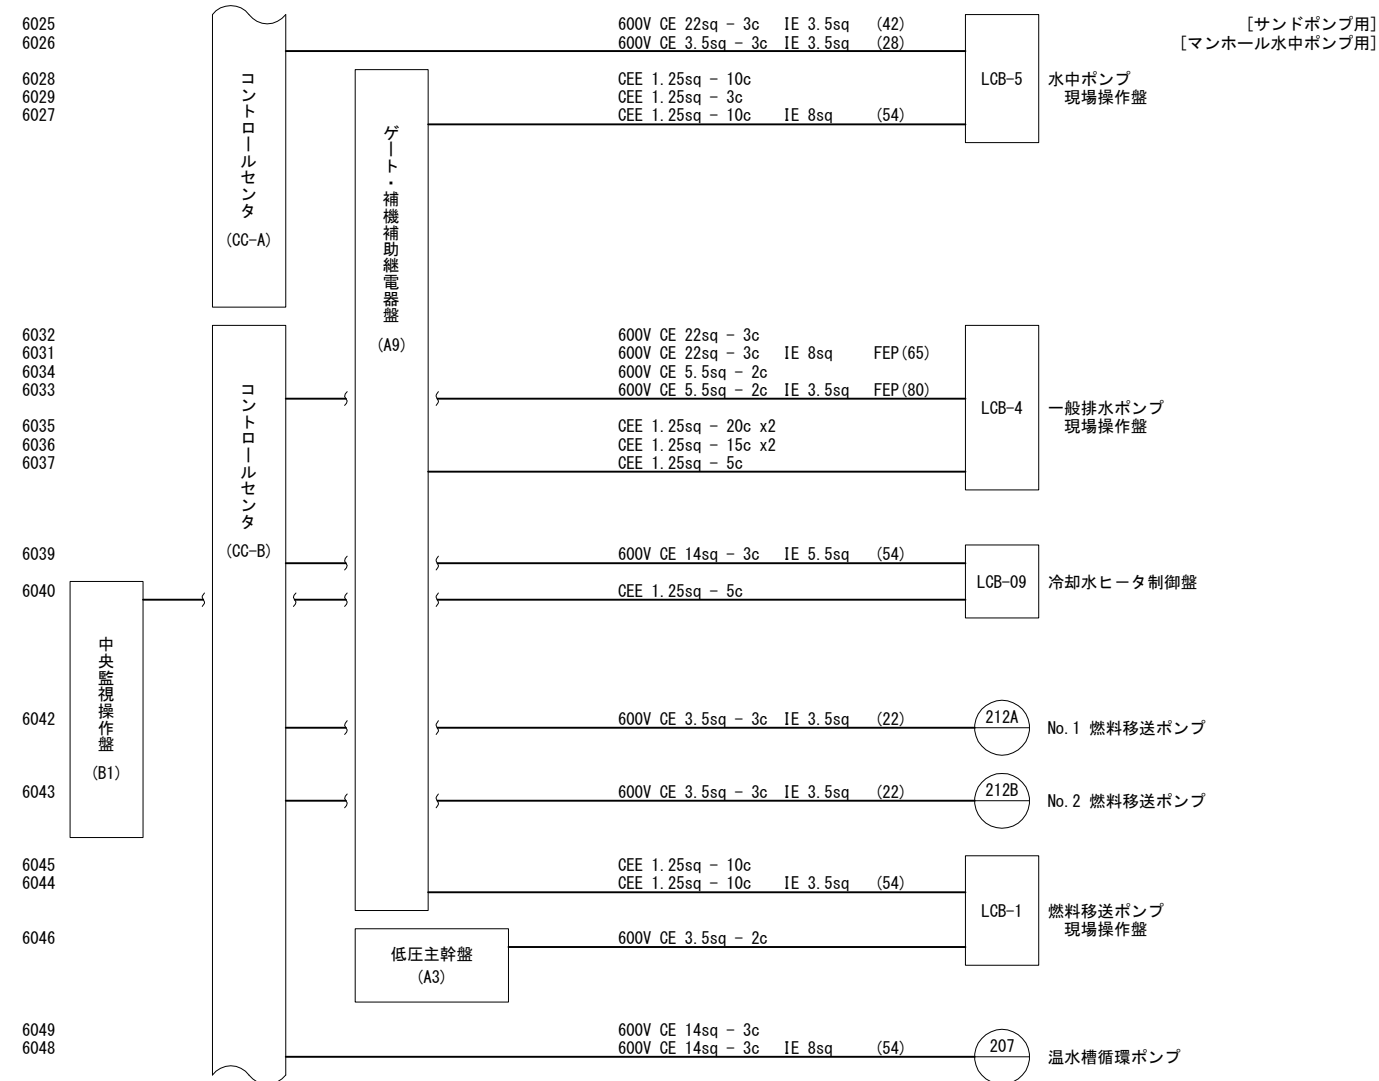 6025 600V CE 22sq - 3c IE 3.5sq (42) [サンドポンプ用]
6026 600V CE 3.5sq - 3c IE 3.5sq (28) [マンホール水中ポンプ用]
6028 CEE 1.25sq - 10c
6029 CEE 1.25sq - 3c
6027 CEE 1.25sq - 10c IE 8sq (54)
LCB-5 水中ポンプ
現場操作盤
コントロールセンタ
(CC-A)
ゲート・補機補助継電器盤
(A9)
6032 600V CE 22sq - 3c
6031 600V CE 22sq - 3c IE 8sq FEP(65)
6034 600V CE 5.5sq - 2c
6033 600V CE 5.5sq - 2c IE 3.5sq FEP(80)
LCB-4 一般排水ポンプ
現場操作盤
6035 CEE 1.25sq - 20c x2
6036 CEE 1.25sq - 15c x2
6037 CEE 1.25sq - 5c
コントロールセンタ
(CC-B)
6039 600V CE 14sq - 3c IE 5.5sq (54)
LCB-09 冷却水ヒータ制御盤
6040 CEE 1.25sq - 5c
中央監視操作盤
(B1)
6042 600V CE 3.5sq - 3c IE 3.5sq (22)
212A No.1 燃料移送ポンプ
6043 600V CE 3.5sq - 3c IE 3.5sq (22)
212B No.2 燃料移送ポンプ
6045 CEE 1.25sq - 10c
6044 CEE 1.25sq - 10c IE 3.5sq (54)
LCB-1 燃料移送ポンプ
現場操作盤
6046 600V CE 3.5sq - 2c
低圧主幹盤
(A3)
6049 600V CE 14sq - 3c
6048 600V CE 14sq - 3c IE 8sq (54)
207 温水槽循環ポンプ